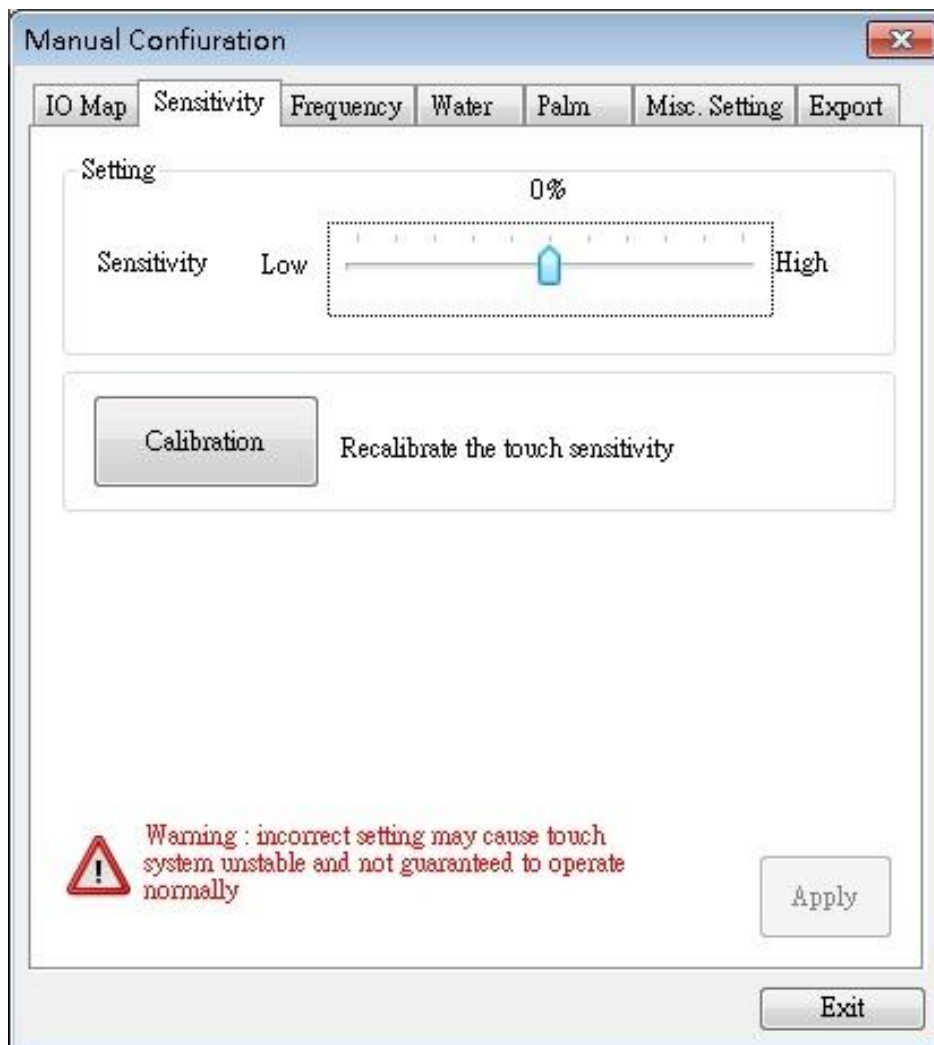 Manual Confiuration
IO Map Sensitivity Frequency Water Palm Misc. Setting Export
Setting
0%
Sensitivity Low High
Calibration Recalibrate the touch sensitivity
Warning : incorrect setting may cause touch
system unstable and not guaranteed to operate
normally
Apply
Exit